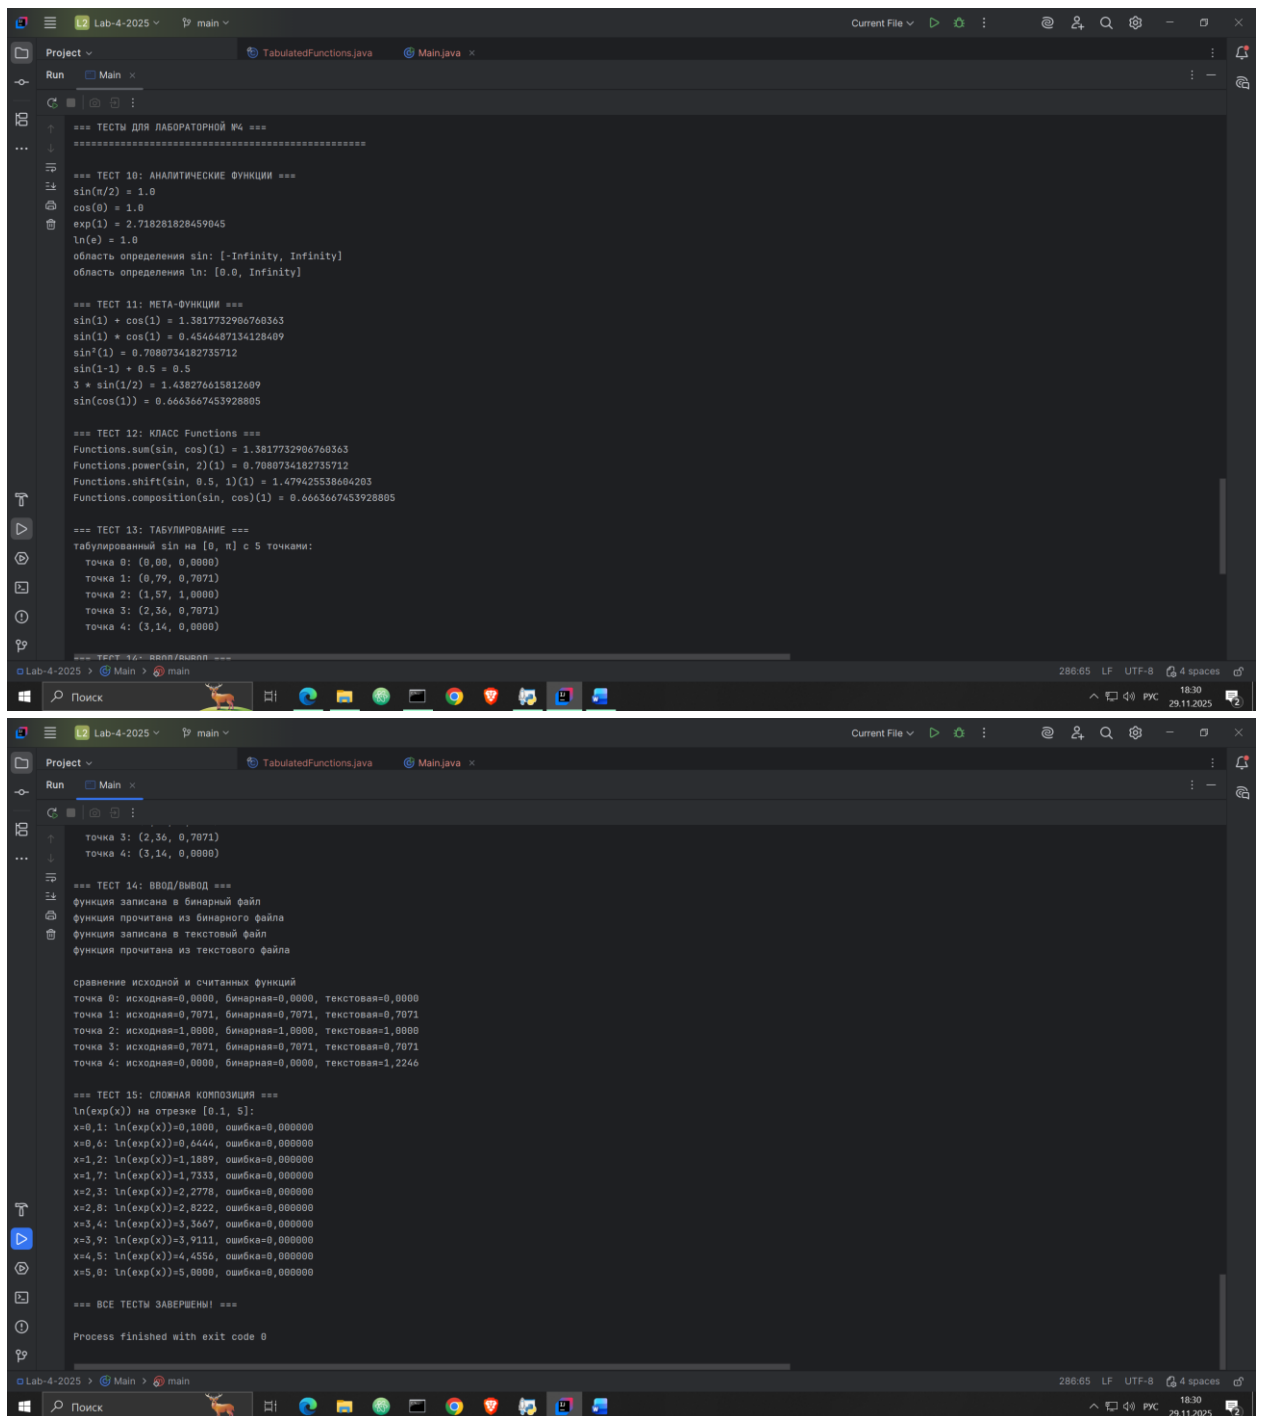 L2 Lab-4-2025 main Current File
Project TabulatedFunctions.java Main.java
Run Main
=== ТЕСТЫ ДЛЯ ЛАБОРАТОРНОЙ №4 ===
==================================================
=== ТЕСТ 10: АНАЛИТИЧЕСКИЕ ФУНКЦИИ ===
sin(π/2) = 1.0
cos(0) = 1.0
exp(1) = 2.718281828459045
ln(e) = 1.0
область определения sin: [-Infinity, Infinity]
область определения ln: [0.0, Infinity]
=== ТЕСТ 11: МЕТА-ФУНКЦИИ ===
sin(1) + cos(1) = 1.3817732906760363
sin(1) * cos(1) = 0.4546487134128409
sin²(1) = 0.7080734182735712
sin(1-1) + 0.5 = 0.5
3 * sin(1/2) = 1.438276615812609
sin(cos(1)) = 0.6663667453928805
=== ТЕСТ 12: КЛАСС Functions ===
Functions.sum(sin, cos)(1) = 1.3817732906760363
Functions.power(sin, 2)(1) = 0.7080734182735712
Functions.shift(sin, 0.5, 1)(1) = 1.479425538604203
Functions.composition(sin, cos)(1) = 0.6663667453928805
=== ТЕСТ 13: ТАБУЛИРОВАНИЕ ===
табулированный sin на [0, π] с 5 точками:
точка 0: (0,00, 0,0000)
точка 1: (0,79, 0,7071)
точка 2: (1,57, 1,0000)
точка 3: (2,36, 0,7071)
точка 4: (3,14, 0,0000)
=== ТЕСТ 14: ВВОД/ВЫВОД ===
Lab-4-2025 > Main > main 286:65 LF UTF-8 4 spaces
Поиск РУС 18:30
29.11.2025 2
L2 Lab-4-2025 main Current File
Project TabulatedFunctions.java Main.java
Run Main
точка 3: (2,36, 0,7071)
точка 4: (3,14, 0,0000)
=== ТЕСТ 14: ВВОД/ВЫВОД ===
функция записана в бинарный файл
функция прочитана из бинарного файла
функция записана в текстовый файл
функция прочитана из текстового файла
сравнение исходной и считанных функций
точка 0: исходная=0,0000, бинарная=0,0000, текстовая=0,0000
точка 1: исходная=0,7071, бинарная=0,7071, текстовая=0,7071
точка 2: исходная=1,0000, бинарная=1,0000, текстовая=1,0000
точка 3: исходная=0,7071, бинарная=0,7071, текстовая=0,7071
точка 4: исходная=0,0000, бинарная=0,0000, текстовая=1,2246
=== ТЕСТ 15: СЛОЖНАЯ КОМПОЗИЦИЯ ===
ln(exp(x)) на отрезке [0.1, 5]:
x=0,1: ln(exp(x))=0,1000, ошибка=0,000000
x=0,6: ln(exp(x))=0,6444, ошибка=0,000000
x=1,2: ln(exp(x))=1,1889, ошибка=0,000000
x=1,7: ln(exp(x))=1,7333, ошибка=0,000000
x=2,3: ln(exp(x))=2,2778, ошибка=0,000000
x=2,8: ln(exp(x))=2,8222, ошибка=0,000000
x=3,4: ln(exp(x))=3,3667, ошибка=0,000000
x=3,9: ln(exp(x))=3,9111, ошибка=0,000000
x=4,5: ln(exp(x))=4,4556, ошибка=0,000000
x=5,0: ln(exp(x))=5,0000, ошибка=0,000000
=== ВСЕ ТЕСТЫ ЗАВЕРШЕНЫ! ===
Process finished with exit code 0
Lab-4-2025 > Main > main 286:65 LF UTF-8 4 spaces
Поиск РУС 18:30
29.11.2025 2